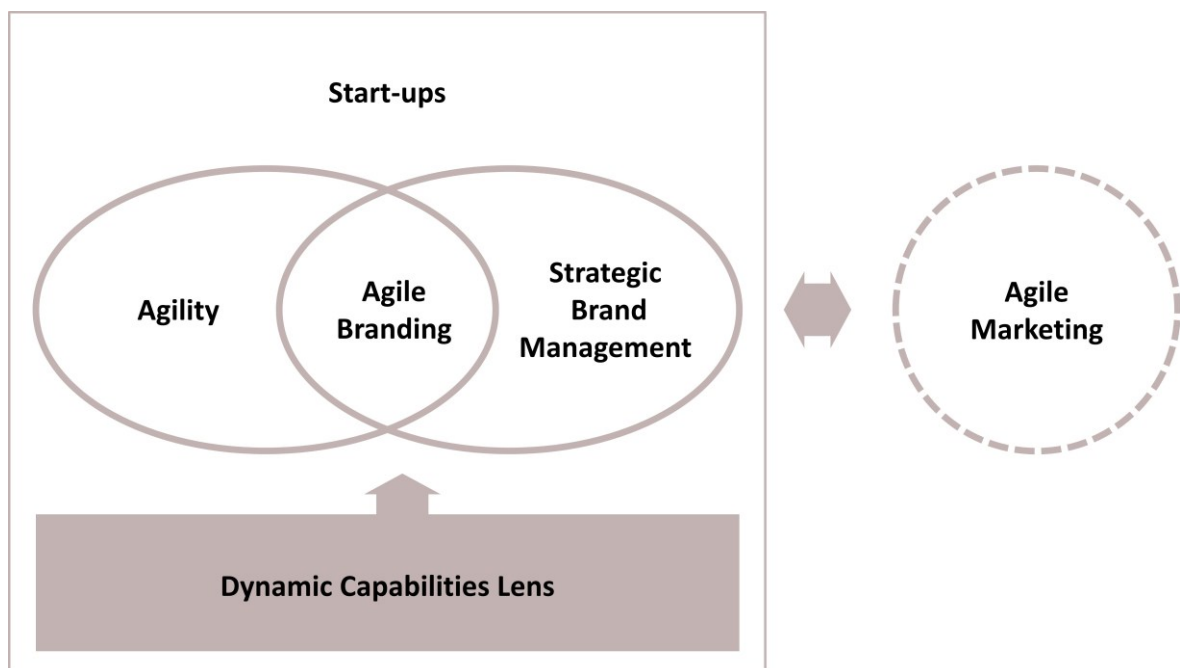 Start-ups
Agility
Agile
Branding
Strategic
Brand
Management
Agile
Marketing
Dynamic Capabilities Lens